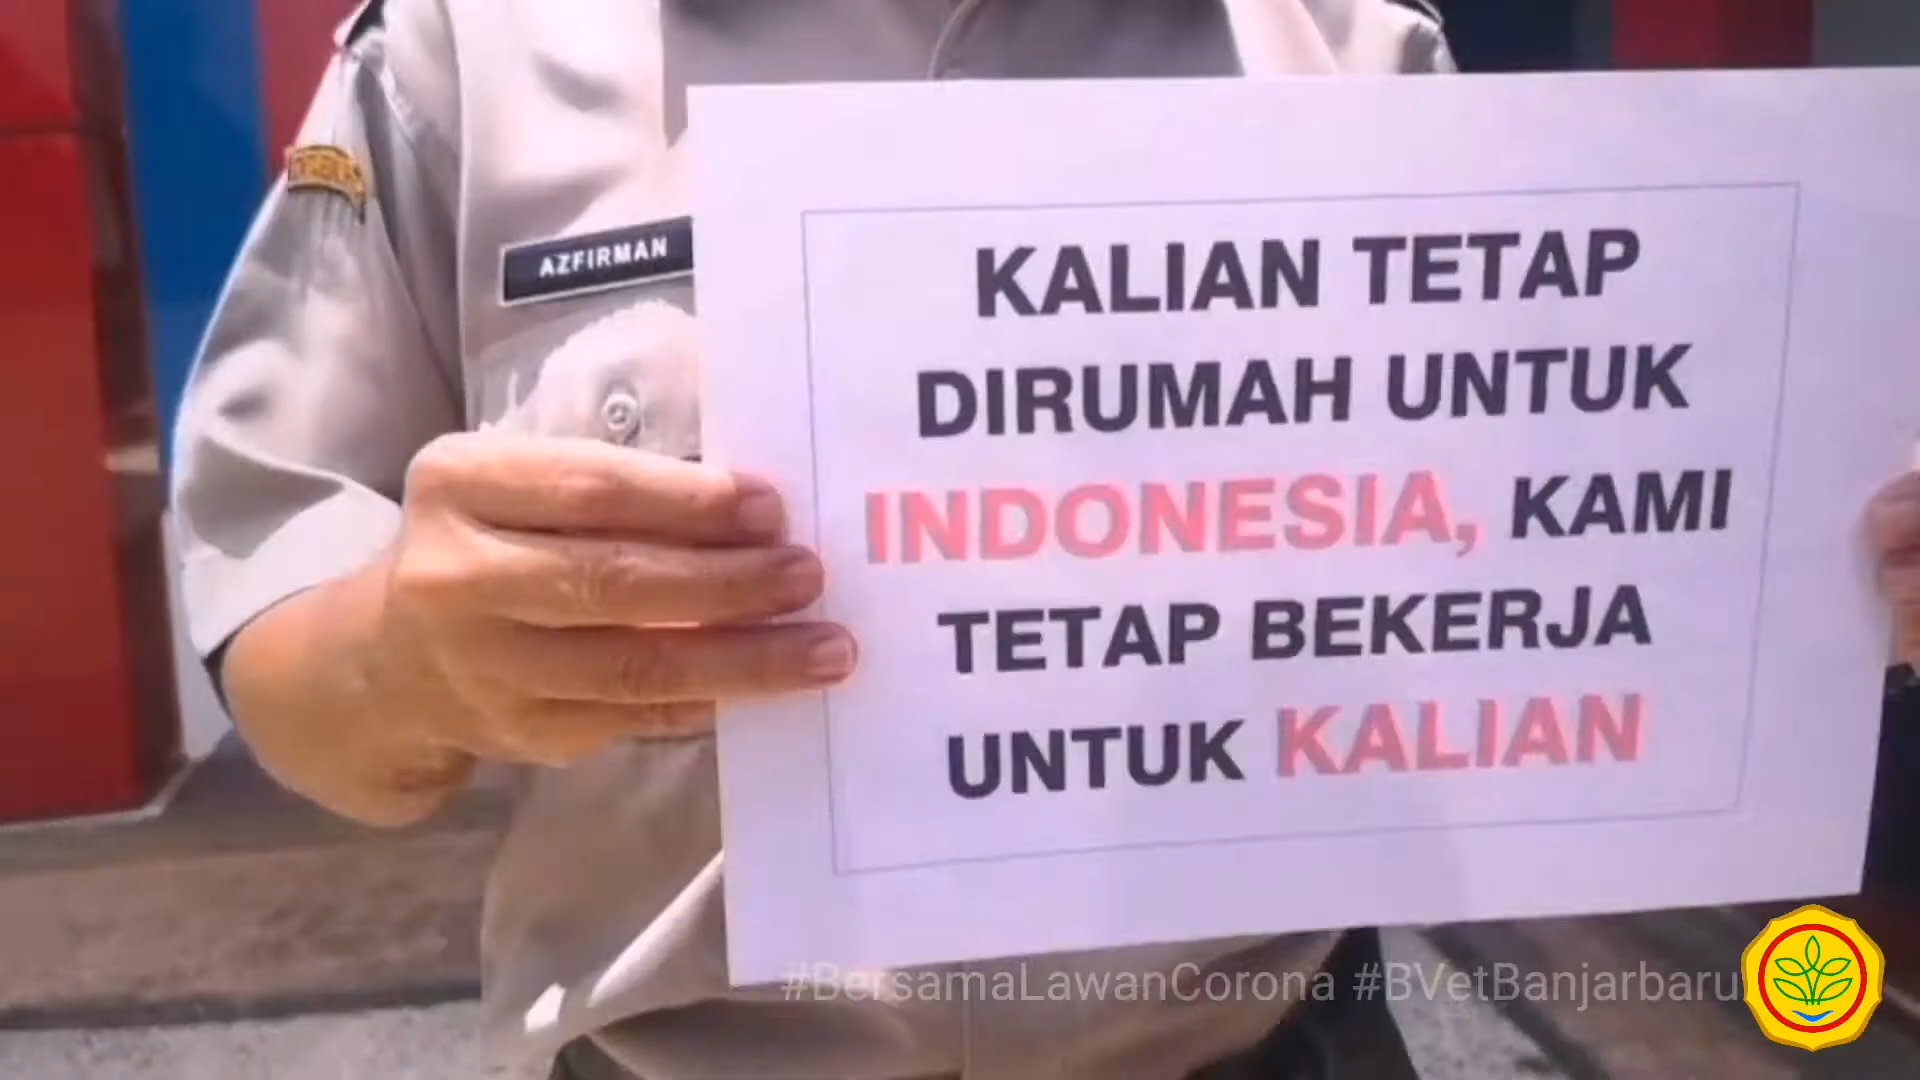 AZFIRMAN
KALIAN TETAP
DIRUMAH UNTUK
INDONESIA, KAMI
TETAP BEKERJA
UNTUK KALIAN
#BersamaLawanCorona #BVetBanjarbaru